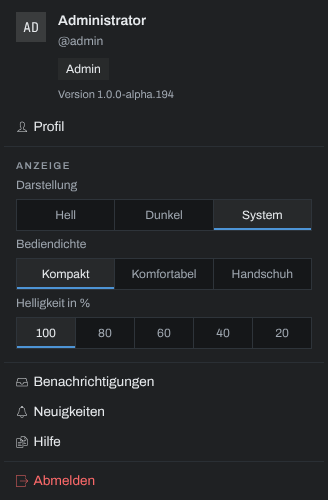 AD
Administrator
@admin
Admin
Version 1.0.0-alpha.194
Profil
ANZEIGE
Darstellung
Hell Dunkel System
Bediendichte
Kompakt Komfortabel Handschuh
Helligkeit in %
100 80 60 40 20
Benachrichtigungen
Neuigkeiten
Hilfe
Abmelden